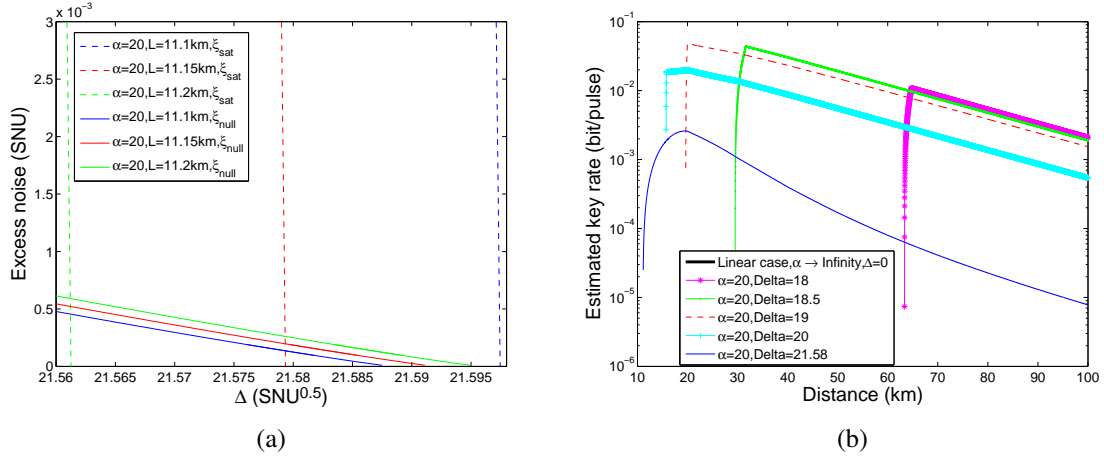 3
x 10⁻³
α=20,L=11.1km,ξsat
α=20,L=11.15km,ξsat
α=20,L=11.2km,ξsat
α=20,L=11.1km,ξnull
α=20,L=11.15km,ξnull
α=20,L=11.2km,ξnull
2.5
2
1.5
1
0.5
0
Excess noise (SNU)
21.56 21.565 21.57 21.575 21.58 21.585 21.59 21.595
Δ (SNU⁰·⁵)
(a)
10⁻¹
10⁻²
10⁻³
10⁻⁴
10⁻⁵
10⁻⁶
Estimated key rate (bit/pulse)
Linear case,α → Infinity,Δ=0
α=20,Delta=18
α=20,Delta=18.5
α=20,Delta=19
α=20,Delta=20
α=20,Delta=21.58
10 20 30 40 50 60 70 80 90 100
Distance (km)
(b)